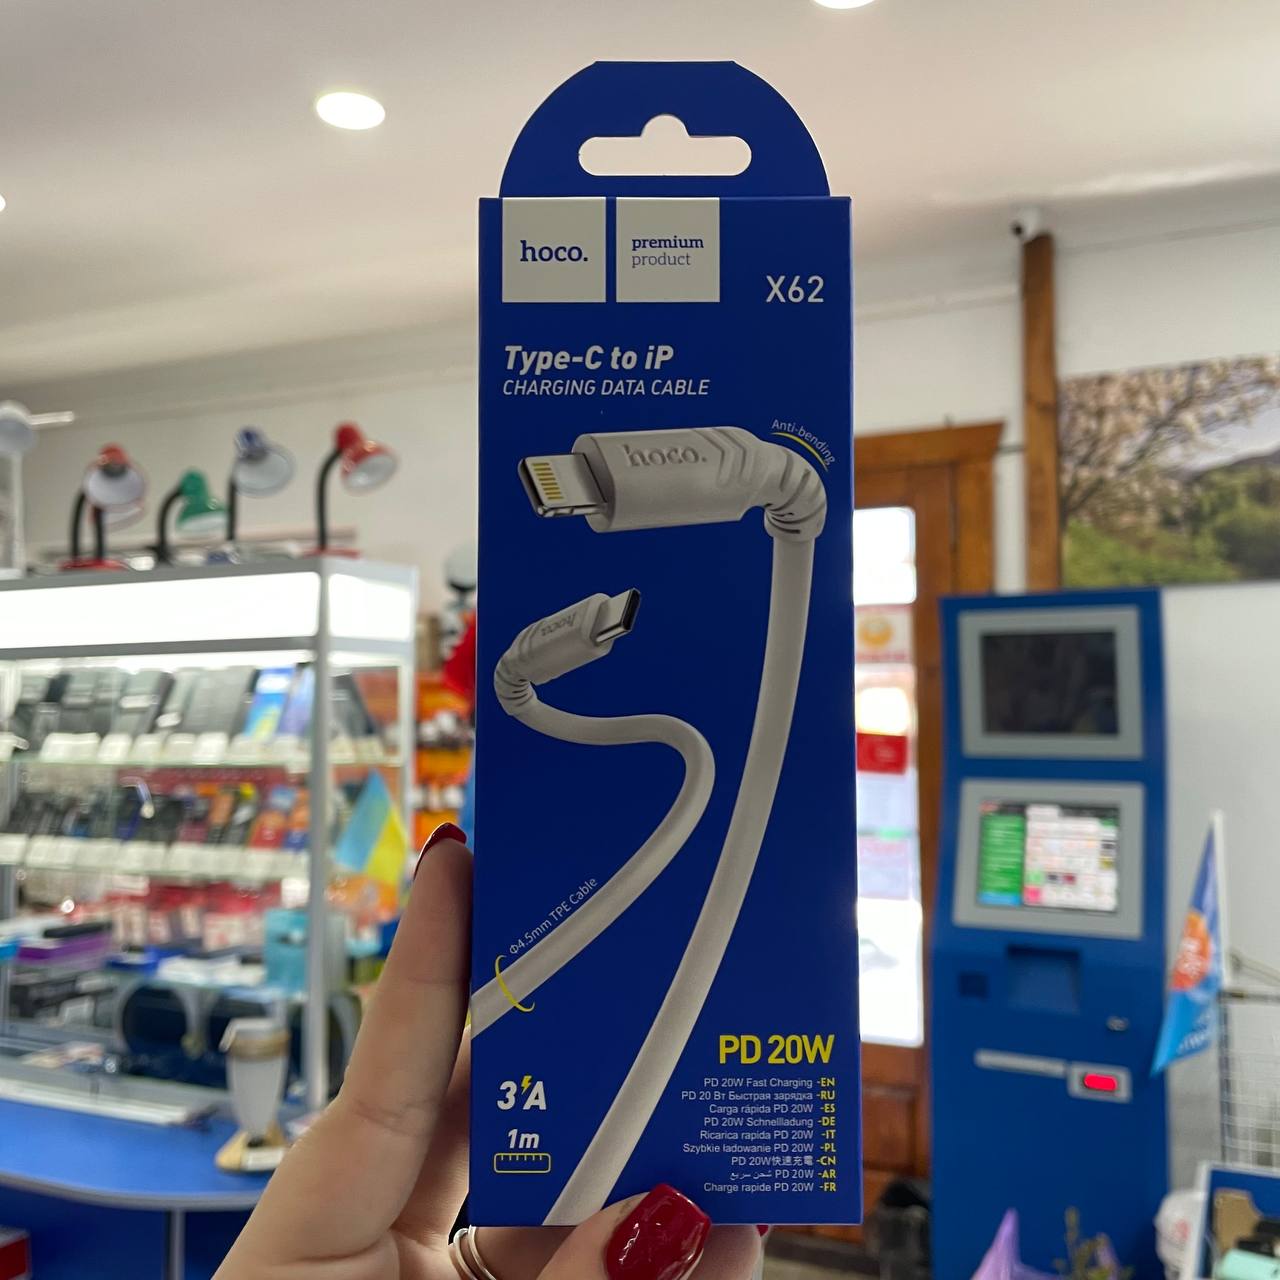 hoco.
premium
product
X62
Type-C to iP
CHARGING DATA CABLE
Anti-bending
hoco.
hoco.
Φ4.5mm TPE Cable
PD 20W
3A
1m
PD 20W Fast Charging -EN
PD 20 Вт Быстрая зарядка -RU
Carga rápida PD 20W -ES
PD 20W Schnellladung -DE
Ricarica rapida PD 20W -IT
Szybkie ładowanie PD 20W -PL
PD 20W快速充電 -CN
شحن سريع PD 20W -AR
Charge rapide PD 20W -FR